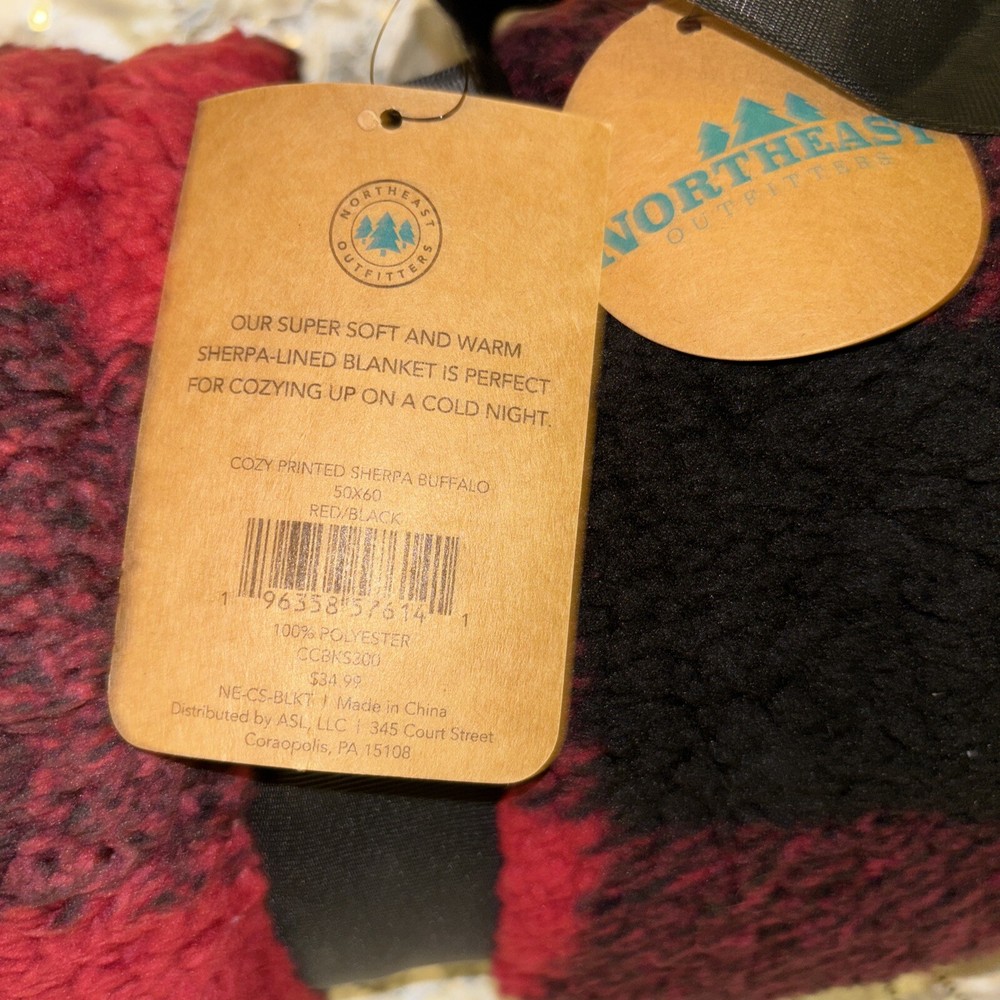 NORTHEAST
OUTFITTERS
OUR SUPER SOFT AND WARM
SHERPA-LINED BLANKET IS PERFECT
FOR COZYING UP ON A COLD NIGHT.
COZY PRINTED SHERPA BUFFALO
50X60
RED/BLACK
1 96358 57614 1
100% POLYESTER
CCBKS300
$34.99
NE-CS-BLKT | Made in China
Distributed by ASL, LLC | 345 Court Street
Coraopolis, PA 15108
NORTHEAST
OUTFITTERS